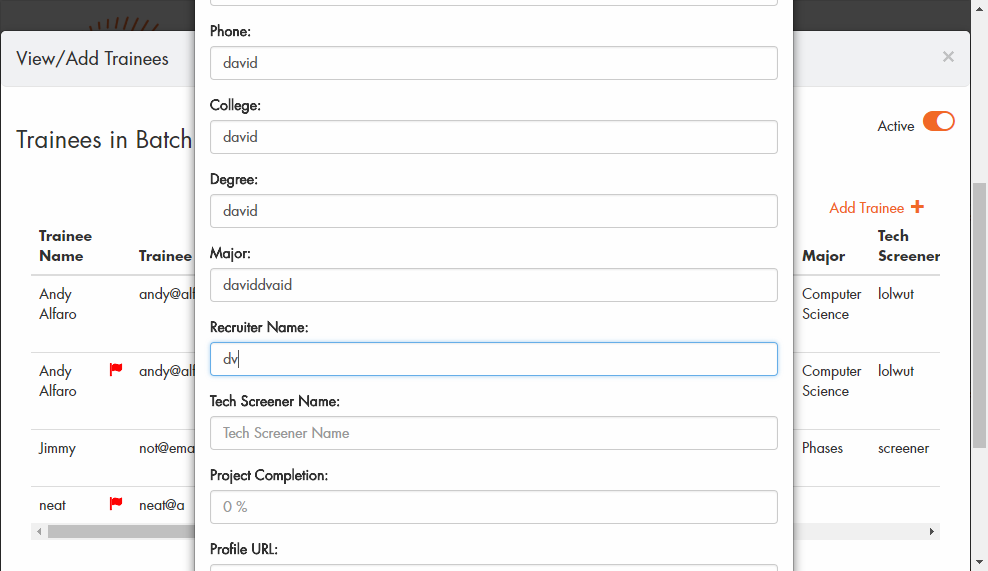 View/Add Trainees
×
Trainees in Batch
Active
Add Trainee +
Trainee Name
Trainee
Major
Tech Screener
Andy Alfaro
andy@alf
Computer Science
lolwut
Andy Alfaro
andy@alf
Computer Science
lolwut
Jimmy
not@ema
Phases
screener
neat
neat@a
Phone:
david
College:
david
Degree:
david
Major:
daviddvaid
Recruiter Name:
dv
Tech Screener Name:
Tech Screener Name
Project Completion:
0 %
Profile URL: